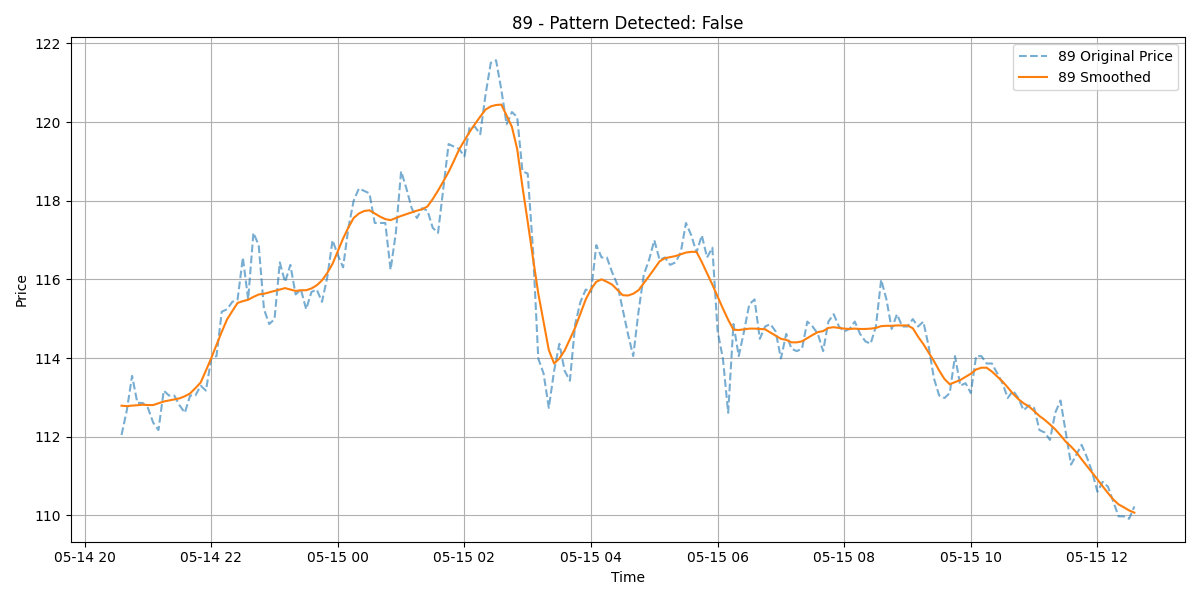 89 - Pattern Detected: False
89 Original Price
89 Smoothed
Price
122
120
118
116
114
112
110
05-14 20 05-14 22 05-15 00 05-15 02 05-15 04 05-15 06 05-15 08 05-15 10 05-15 12
Time